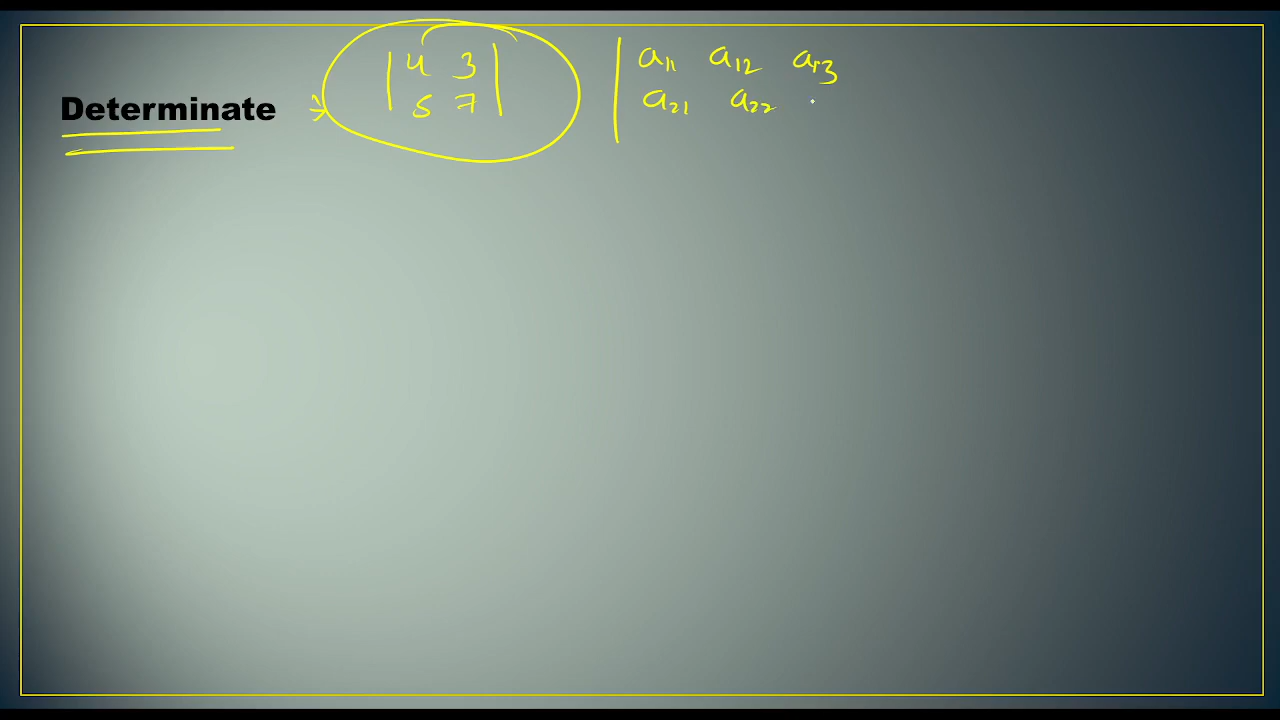 Determinate
| 4 3 |
| 5 7 |
| a11 a12 a13
| a21 a22